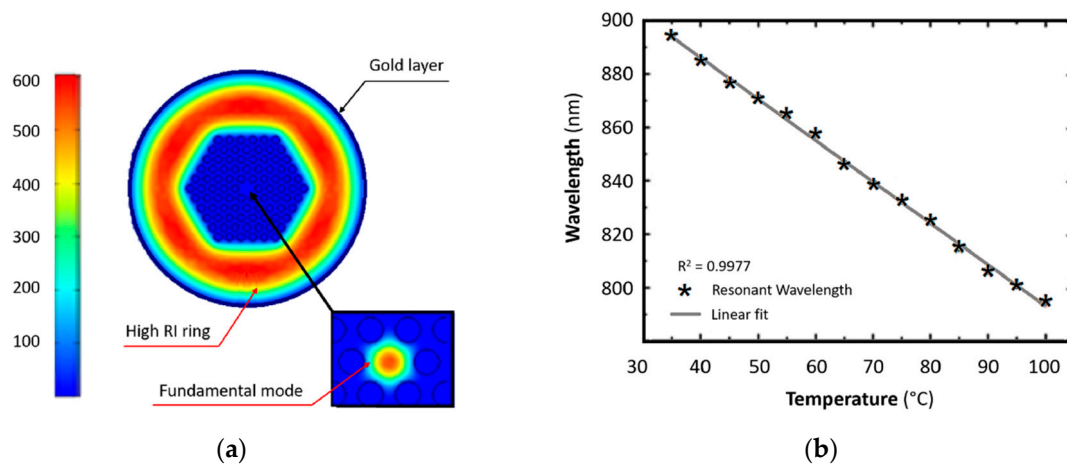 600
500
400
300
200
100
Gold layer
High RI ring
Fundamental mode
(a)
900
880
860
840
820
800
Wavelength (nm)
R² = 0.9977
Resonant Wavelength
Linear fit
30 40 50 60 70 80 90 100
Temperature (°C)
(b)